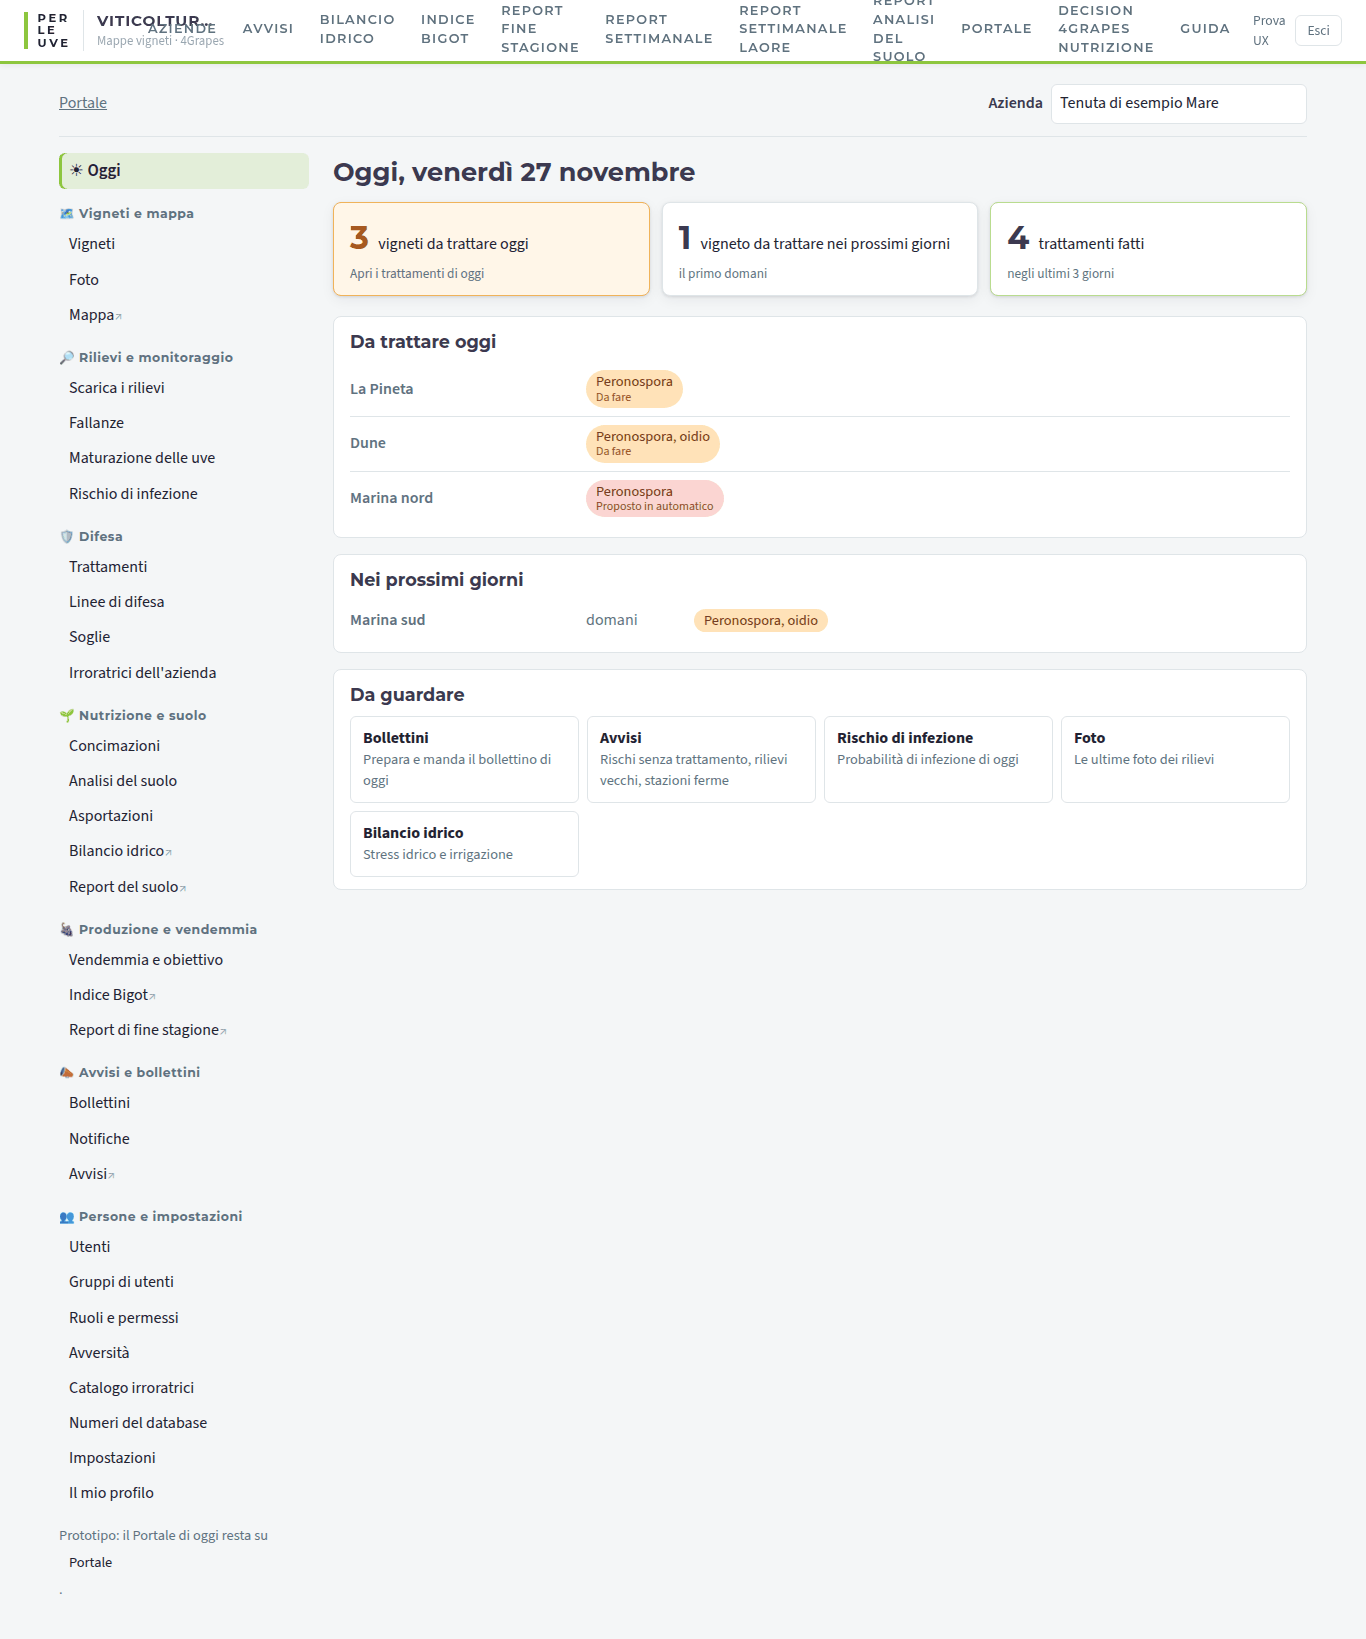 PER
LE
UVE
VITICOLTUR…
Mappe vigneti · 4Grapes
AZIENDE
AVVISI
BILANCIO
IDRICO
INDICE
BIGOT
REPORT
FINE
STAGIONE
REPORT
SETTIMANALE
REPORT
SETTIMANALE
LAORE
REPORT
ANALISI
DEL
SUOLO
PORTALE
DECISION
4GRAPES
NUTRIZIONE
GUIDA
Prova
UX
Esci
Portale
Azienda
Tenuta di esempio Mare
☀ Oggi
🗺️ Vigneti e mappa
Vigneti
Foto
Mappa↗
🔎 Rilievi e monitoraggio
Scarica i rilievi
Fallanze
Maturazione delle uve
Rischio di infezione
🛡️ Difesa
Trattamenti
Linee di difesa
Soglie
Irroratrici dell'azienda
🌱 Nutrizione e suolo
Concimazioni
Analisi del suolo
Asportazioni
Bilancio idrico↗
Report del suolo↗
🍇 Produzione e vendemmia
Vendemmia e obiettivo
Indice Bigot↗
Report di fine stagione↗
📣 Avvisi e bollettini
Bollettini
Notifiche
Avvisi↗
👥 Persone e impostazioni
Utenti
Gruppi di utenti
Ruoli e permessi
Avversità
Catalogo irroratrici
Numeri del database
Impostazioni
Il mio profilo
Prototipo: il Portale di oggi resta su
Portale
.
Oggi, venerdì 27 novembre
3 vigneti da trattare oggi
Apri i trattamenti di oggi
1 vigneto da trattare nei prossimi giorni
il primo domani
4 trattamenti fatti
negli ultimi 3 giorni
Da trattare oggi
La Pineta
Peronospora
Da fare
Dune
Peronospora, oidio
Da fare
Marina nord
Peronospora
Proposto in automatico
Nei prossimi giorni
Marina sud
domani
Peronospora, oidio
Da guardare
Bollettini
Prepara e manda il bollettino di
oggi
Avvisi
Rischi senza trattamento, rilievi
vecchi, stazioni ferme
Rischio di infezione
Probabilità di infezione di oggi
Foto
Le ultime foto dei rilievi
Bilancio idrico
Stress idrico e irrigazione